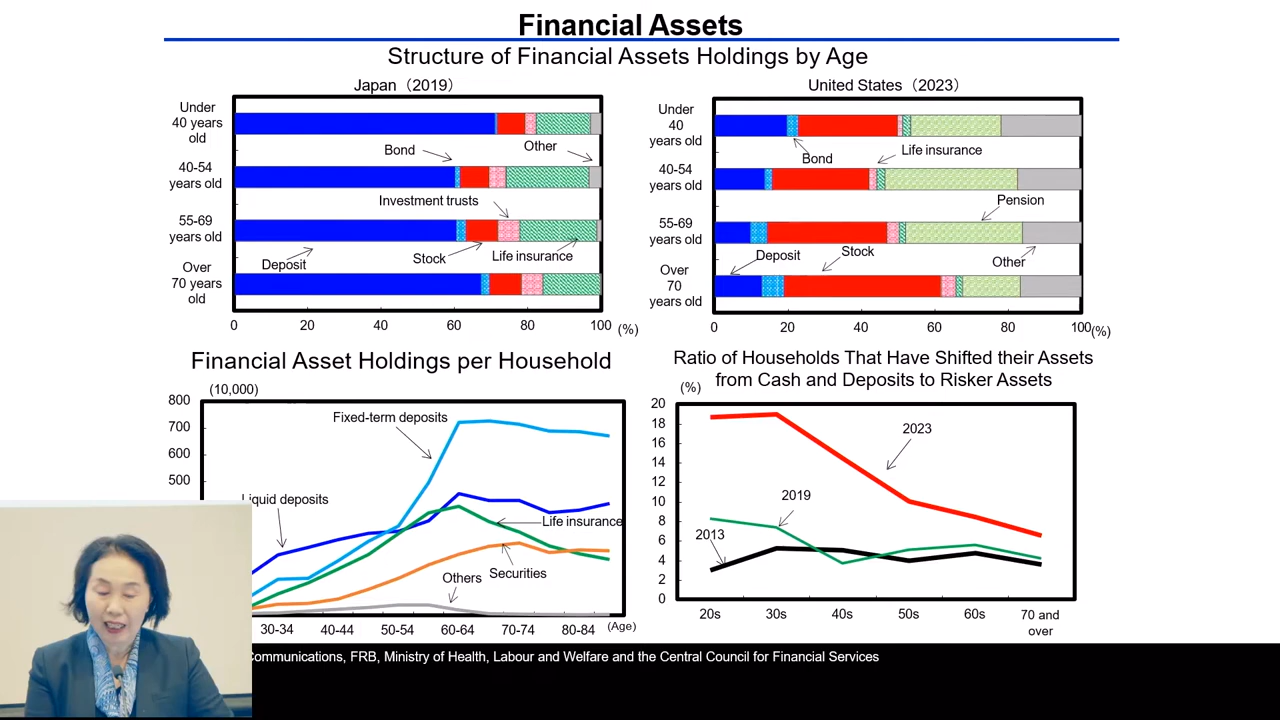 Financial Assets
Structure of Financial Assets Holdings by Age
Japan（2019）
Under
40 years
old
40-54
years old
55-69
years old
Over
70 years
old
Bond
Other
Investment trusts
Deposit
Stock
Life insurance
0 20 40 60 80 100 (%)
United States（2023）
Under
40
years old
40-54
years old
55-69
years old
Over
70
years old
Bond
Life insurance
Pension
Deposit
Stock
Other
0 20 40 60 80 100 (%)
Financial Asset Holdings per Household
(10,000)
800
700
600
500
Fixed-term deposits
Liquid deposits
Life insurance
Securities
Others
30-34 40-44 50-54 60-64 70-74 80-84 (Age)
Ratio of Households That Have Shifted their Assets
from Cash and Deposits to Risker Assets
(%)
20
18
16
14
12
10
8
6
4
2
0
2023
2019
2013
20s 30s 40s 50s 60s 70 and
over
Communications, FRB, Ministry of Health, Labour and Welfare and the Central Council for Financial Services